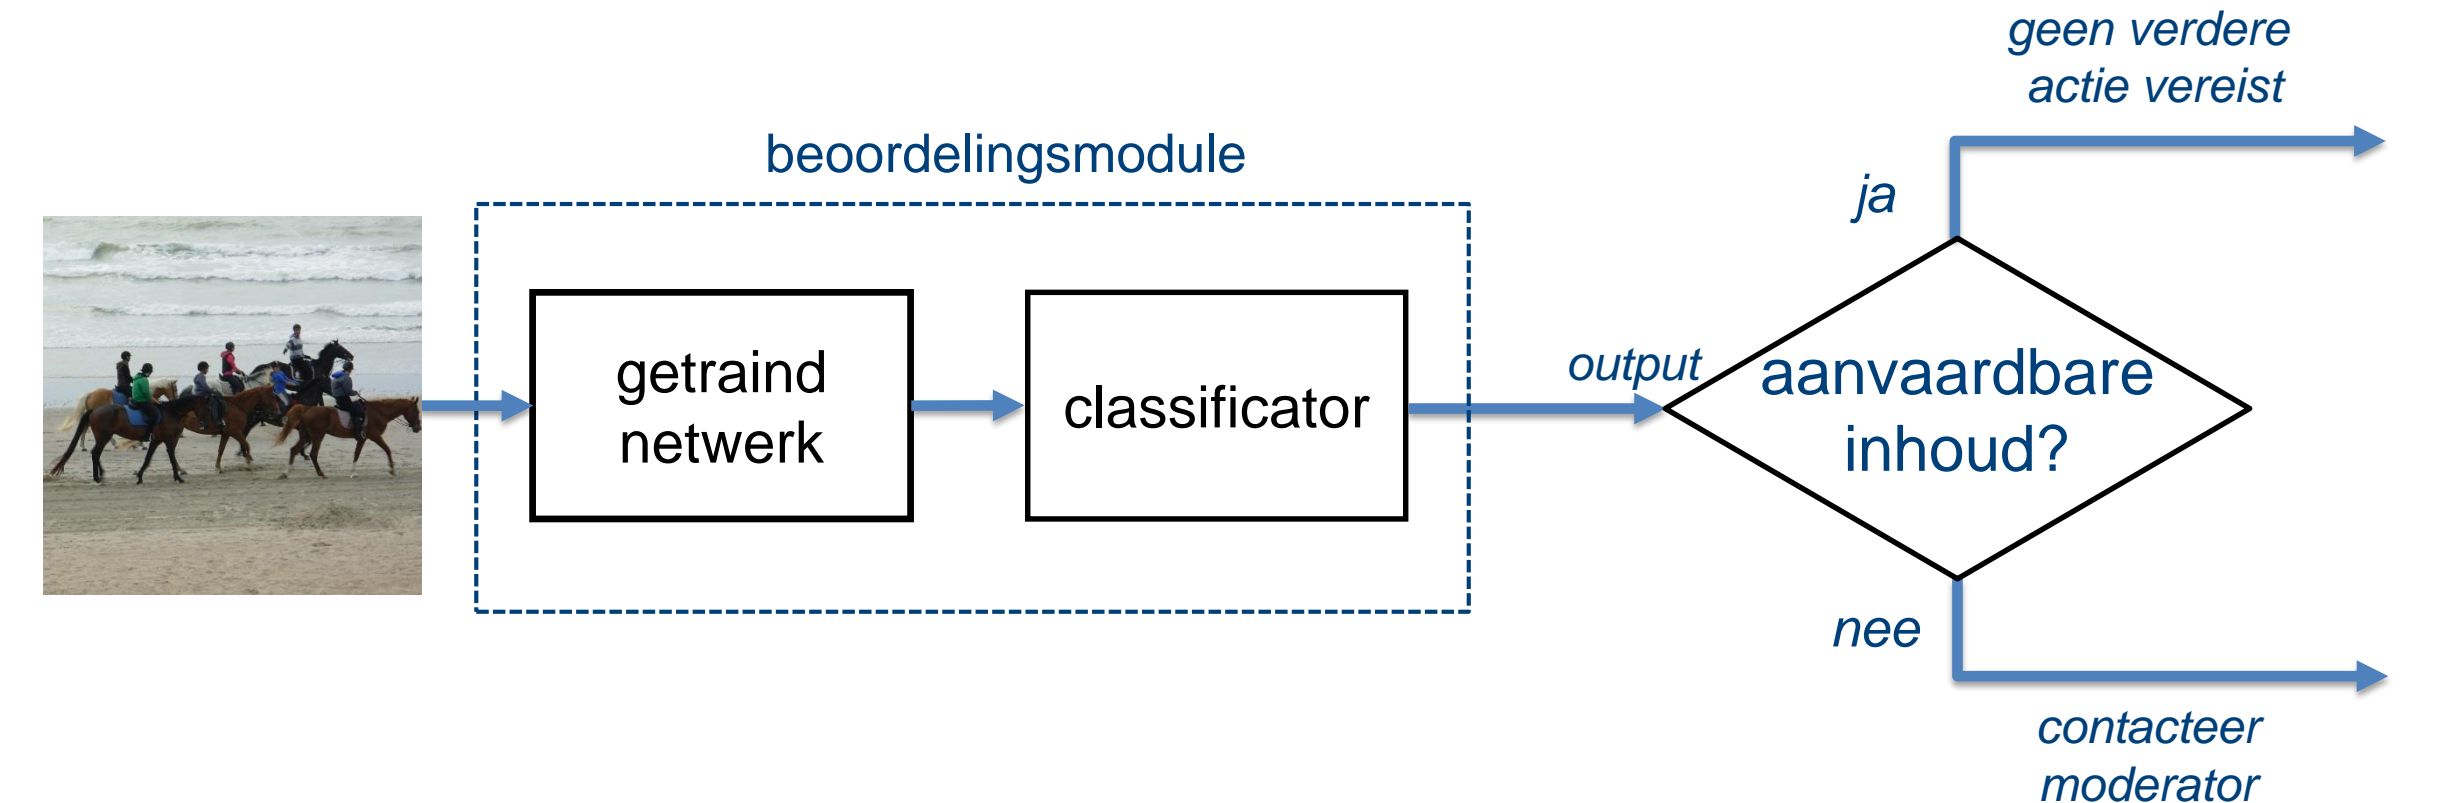 geen verdere
actie vereist
beoordelingsmodule
ja
getraind
netwerk
classificator
output
aanvaardbare
inhoud?
nee
contacteer
moderator